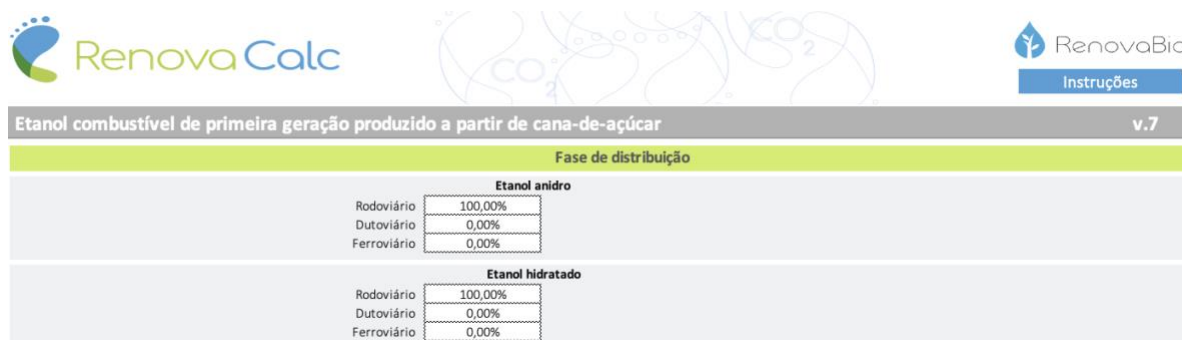 Renova Calc
CO2
CO2
RenovaBio
Instruções
Etanol combustível de primeira geração produzido a partir de cana-de-açúcar v.7
Fase de distribuição
Etanol anidro
Rodoviário 100,00%
Dutoviário 0,00%
Ferroviário 0,00%
Etanol hidratado
Rodoviário 100,00%
Dutoviário 0,00%
Ferroviário 0,00%